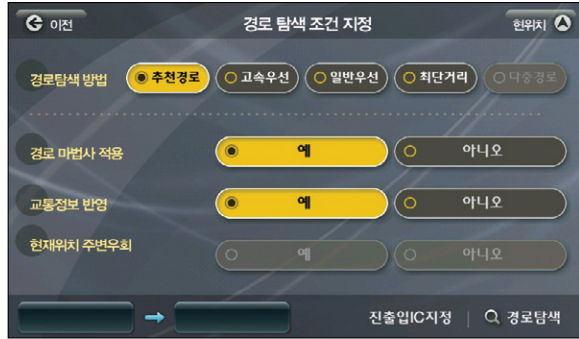 이전 경로 탐색 조건 지정 현위치
경로탐색 방법 추천경로 고속우선 일반우선 최단거리 다중경로
경로 마법사 적용 예 아니오
교통정보 반영 예 아니오
현재위치 주변우회 예 아니오
진출입IC지정 경로탐색